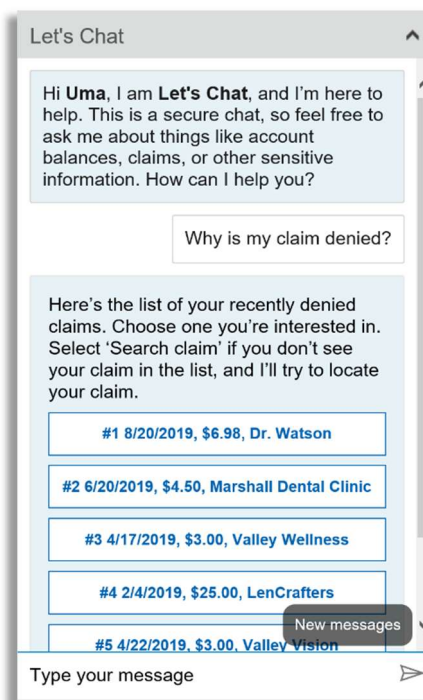 Let's Chat
Hi Uma, I am Let's Chat, and I'm here to
help. This is a secure chat, so feel free to
ask me about things like account
balances, claims, or other sensitive
information. How can I help you?
Why is my claim denied?
Here's the list of your recently denied
claims. Choose one you're interested in.
Select ‘Search claim’ if you don't see
your claim in the list, and I'll try to locate
your claim.
#1 8/20/2019, $6.98, Dr. Watson
#2 6/20/2019, $4.50, Marshall Dental Clinic
#3 4/17/2019, $3.00, Valley Wellness
#4 2/4/2019, $25.00, LenCrafters
New messages
#5 4/22/2019, $3.00, Valley Vision
Type your message